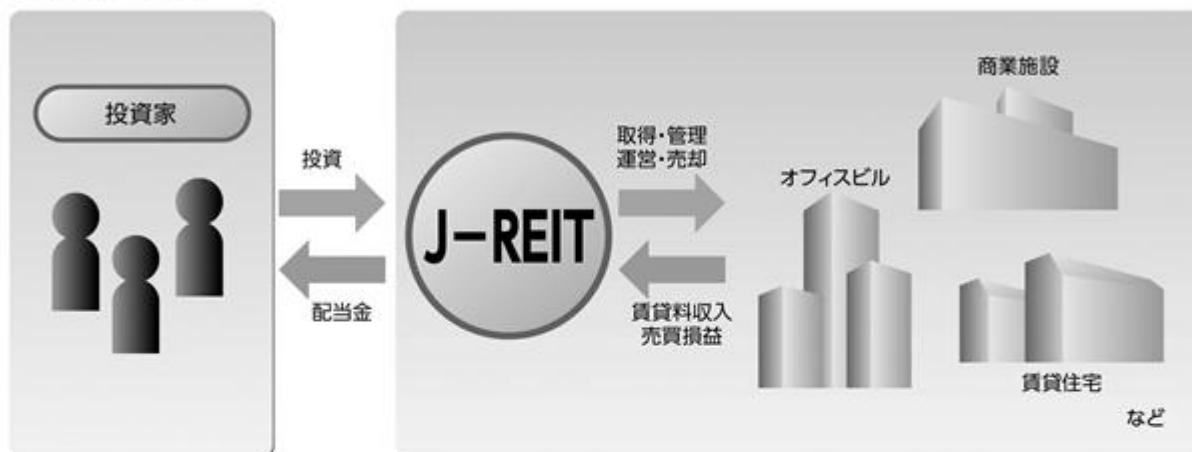 投資家
投資
配当金
J-REIT
取得・管理
運営・売却
賃貸料収入
売買損益
商業施設
オフィスビル
賃貸住宅
など